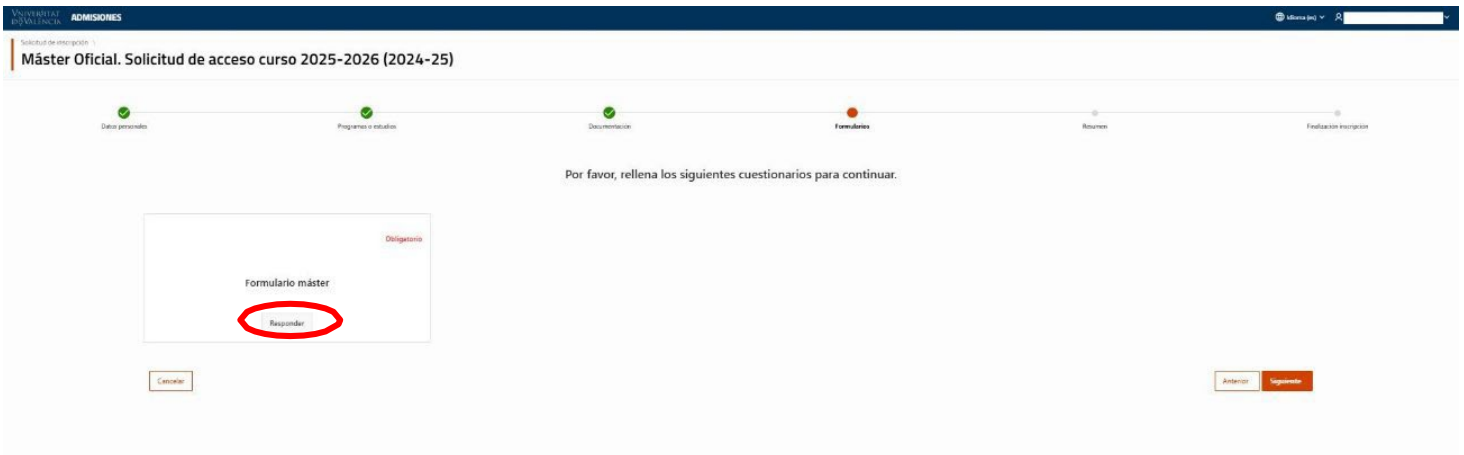 VNIVERSITAT
D VALÈNCIA
ADMISIONES
Idioma (es)
Solicitud de inscripción \
Máster Oficial. Solicitud de acceso curso 2025-2026 (2024-25)
Datos personales
Programas o estudios
Documentación
Formularios
Resumen
Finalización inscripción
Por favor, rellena los siguientes cuestionarios para continuar.
Obligatorio
Formulario máster
Responder
Cancelar
Anterior
Siguiente